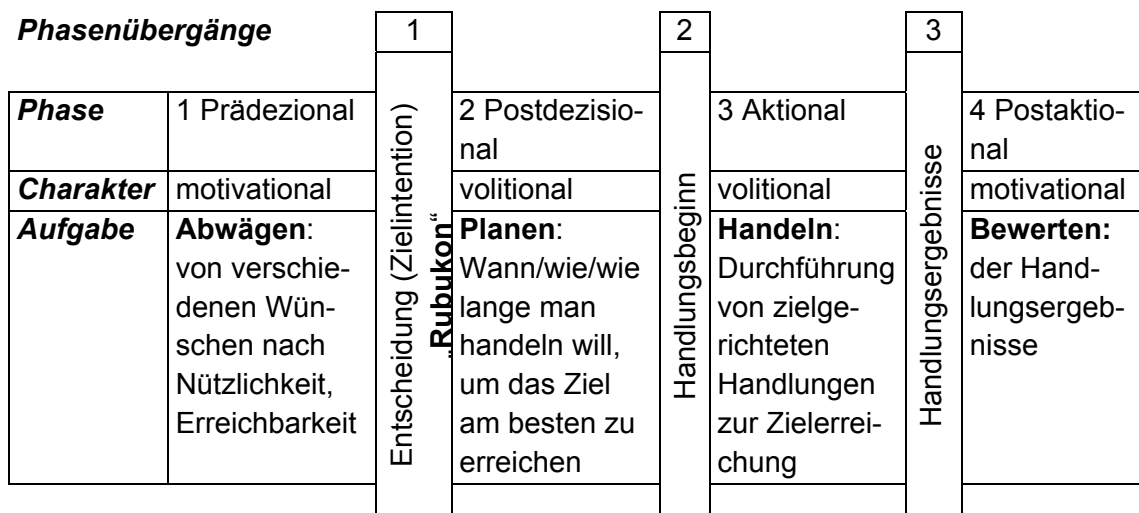 Phasenübergänge 1 2 3
Phase
1 Prädezional
Entscheidung (Zielintention)
„Rubukon“
2 Postdezisio-
nal
Handlungsbeginn
3 Aktional
Handlungsergebnisse
4 Postaktio-
nal
Charakter
motivational
volitional
volitional
motivational
Aufgabe
Abwägen:
von verschie-
denen Wün-
schen nach
Nützlichkeit,
Erreichbarkeit
Planen:
Wann/wie/wie
lange man
handeln will,
um das Ziel
am besten zu
erreichen
Handeln:
Durchführung
von zielge-
richteten
Handlungen
zur Zielerrei-
chung
Bewerten:
der Hand-
lungsergeb-
nisse